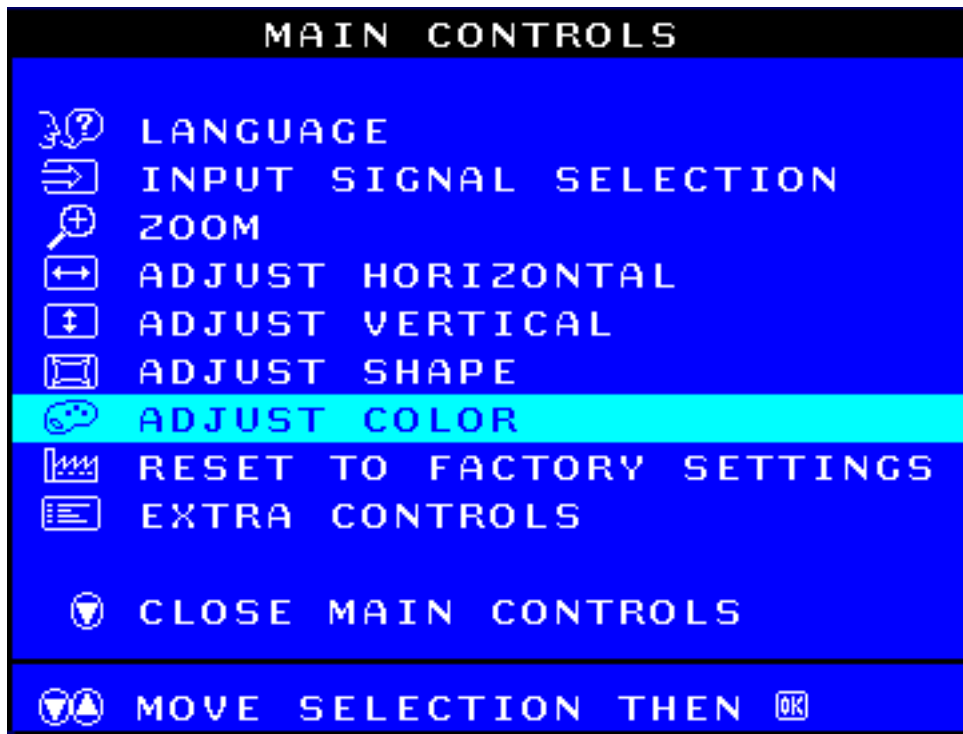 MAIN CONTROLS
LANGUAGE
INPUT SIGNAL SELECTION
ZOOM
ADJUST HORIZONTAL
ADJUST VERTICAL
ADJUST SHAPE
ADJUST COLOR
RESET TO FACTORY SETTINGS
EXTRA CONTROLS
CLOSE MAIN CONTROLS
MOVE SELECTION THEN OK